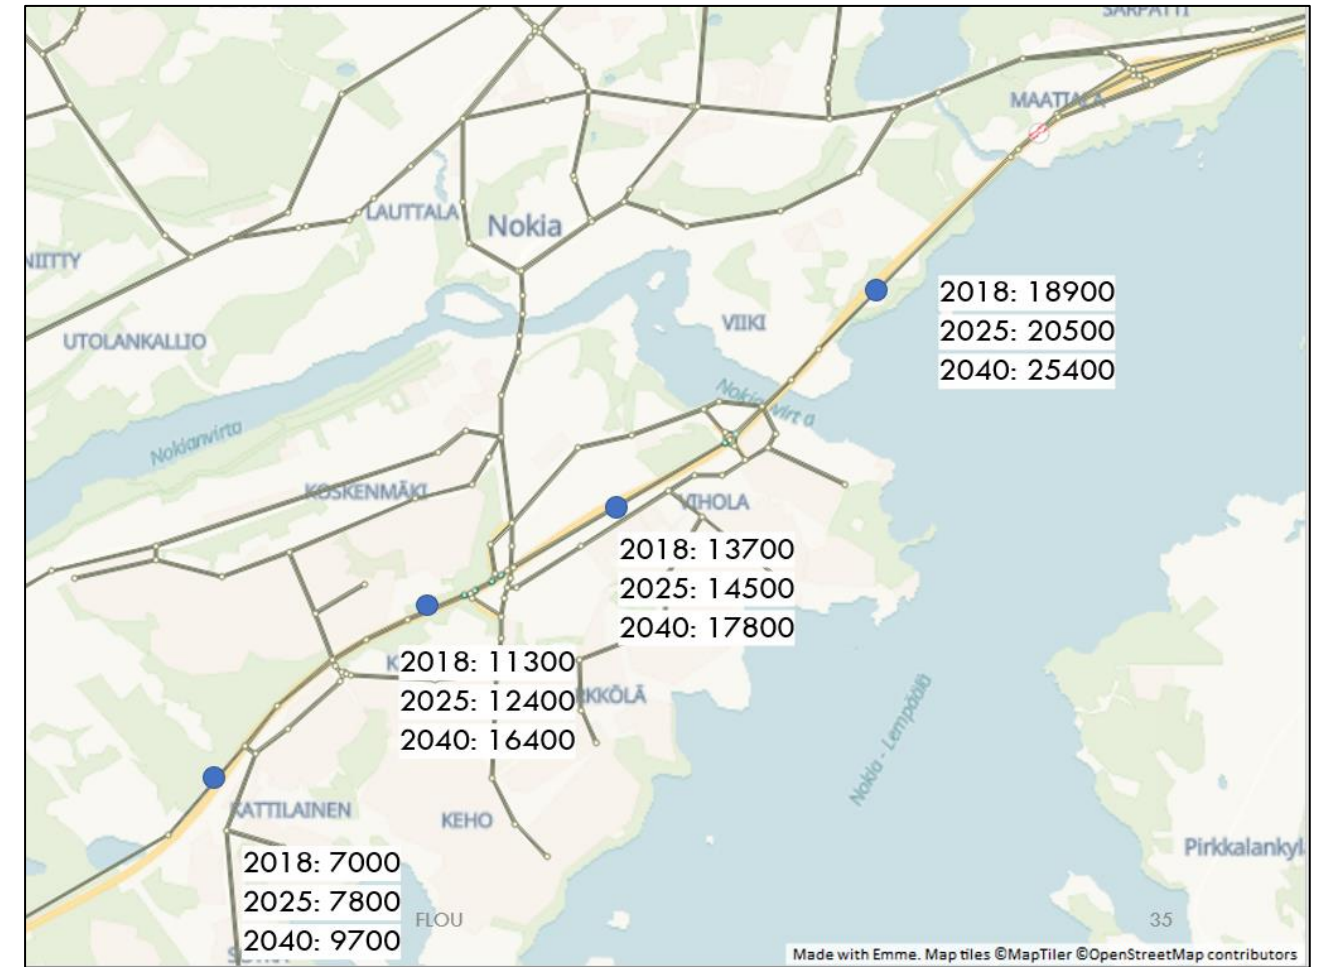 SÄRPATTI
MAATIALA
LAUTTALA
Nokia
NIITTY
UTOLANKALLIO
VIIKI
2018: 18900
2025: 20500
2040: 25400
Nokianvirta
Nokianvirta
KOSKENMÄKI
VIHOLA
2018: 13700
2025: 14500
2040: 17800
K
2018: 11300
2025: 12400
2040: 16400
RKKÖLÄ
Nokia - Lempäälä
KATTILAINEN
KEHO
Pirkkalankyl
2018: 7000
2025: 7800
2040: 9700
FLOU
35
Made with Emme. Map tiles ©MapTiler ©OpenStreetMap contributors